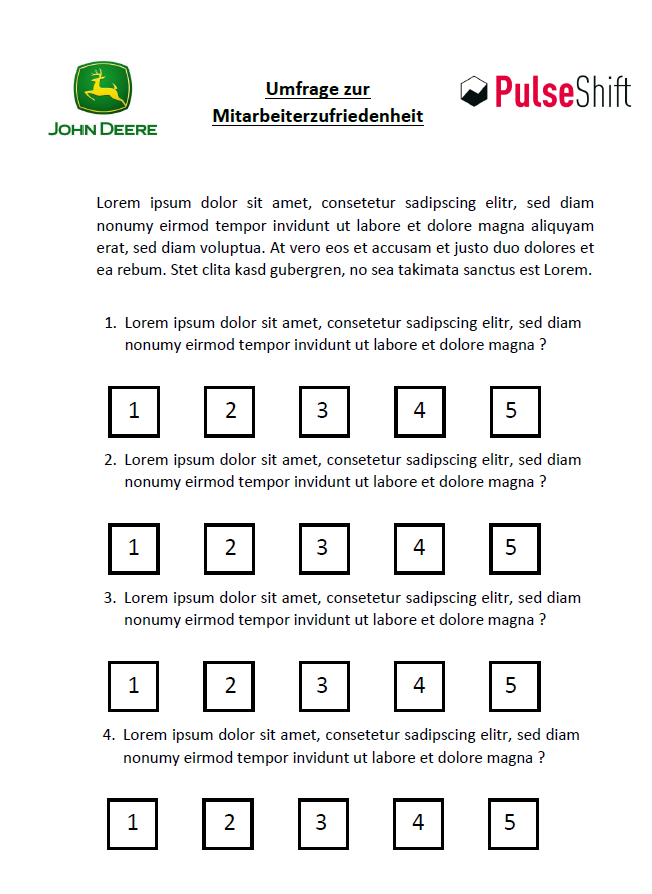 JOHN DEERE
Umfrage zur
Mitarbeiterzufriedenheit
PulseShift
Lorem ipsum dolor sit amet, consetetur sadipscing elitr, sed diam
nonumy eirmod tempor invidunt ut labore et dolore magna aliquyam
erat, sed diam voluptua. At vero eos et accusam et justo duo dolores et
ea rebum. Stet clita kasd gubergren, no sea takimata sanctus est Lorem.
1. Lorem ipsum dolor sit amet, consetetur sadipscing elitr, sed diam
nonumy eirmod tempor invidunt ut labore et dolore magna ?
1 2 3 4 5
2. Lorem ipsum dolor sit amet, consetetur sadipscing elitr, sed diam
nonumy eirmod tempor invidunt ut labore et dolore magna ?
1 2 3 4 5
3. Lorem ipsum dolor sit amet, consetetur sadipscing elitr, sed diam
nonumy eirmod tempor invidunt ut labore et dolore magna ?
1 2 3 4 5
4. Lorem ipsum dolor sit amet, consetetur sadipscing elitr, sed diam
nonumy eirmod tempor invidunt ut labore et dolore magna ?
1 2 3 4 5